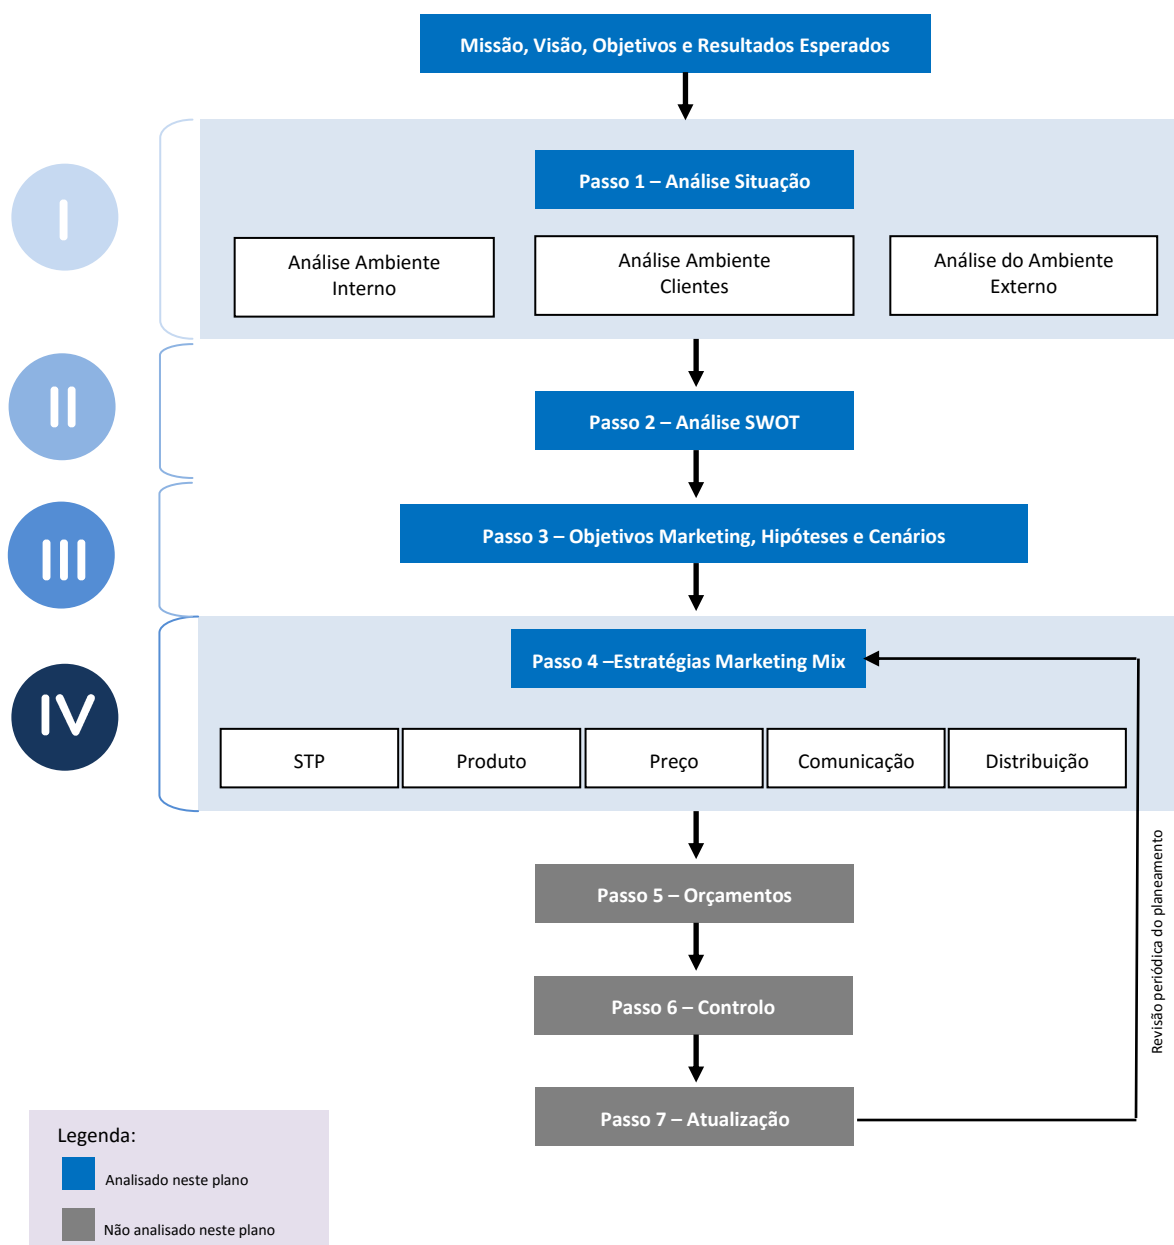 Missão, Visão, Objetivos e Resultados Esperados
I
Passo 1 – Análise Situação
Análise Ambiente
Interno
Análise Ambiente
Clientes
Análise do Ambiente
Externo
II
Passo 2 – Análise SWOT
III
Passo 3 – Objetivos Marketing, Hipóteses e Cenários
IV
Passo 4 –Estratégias Marketing Mix
STP
Produto
Preço
Comunicação
Distribuição
Passo 5 – Orçamentos
Passo 6 – Controlo
Passo 7 – Atualização
Revisão periódica do planeamento
Legenda:
Analisado neste plano
Não analisado neste plano